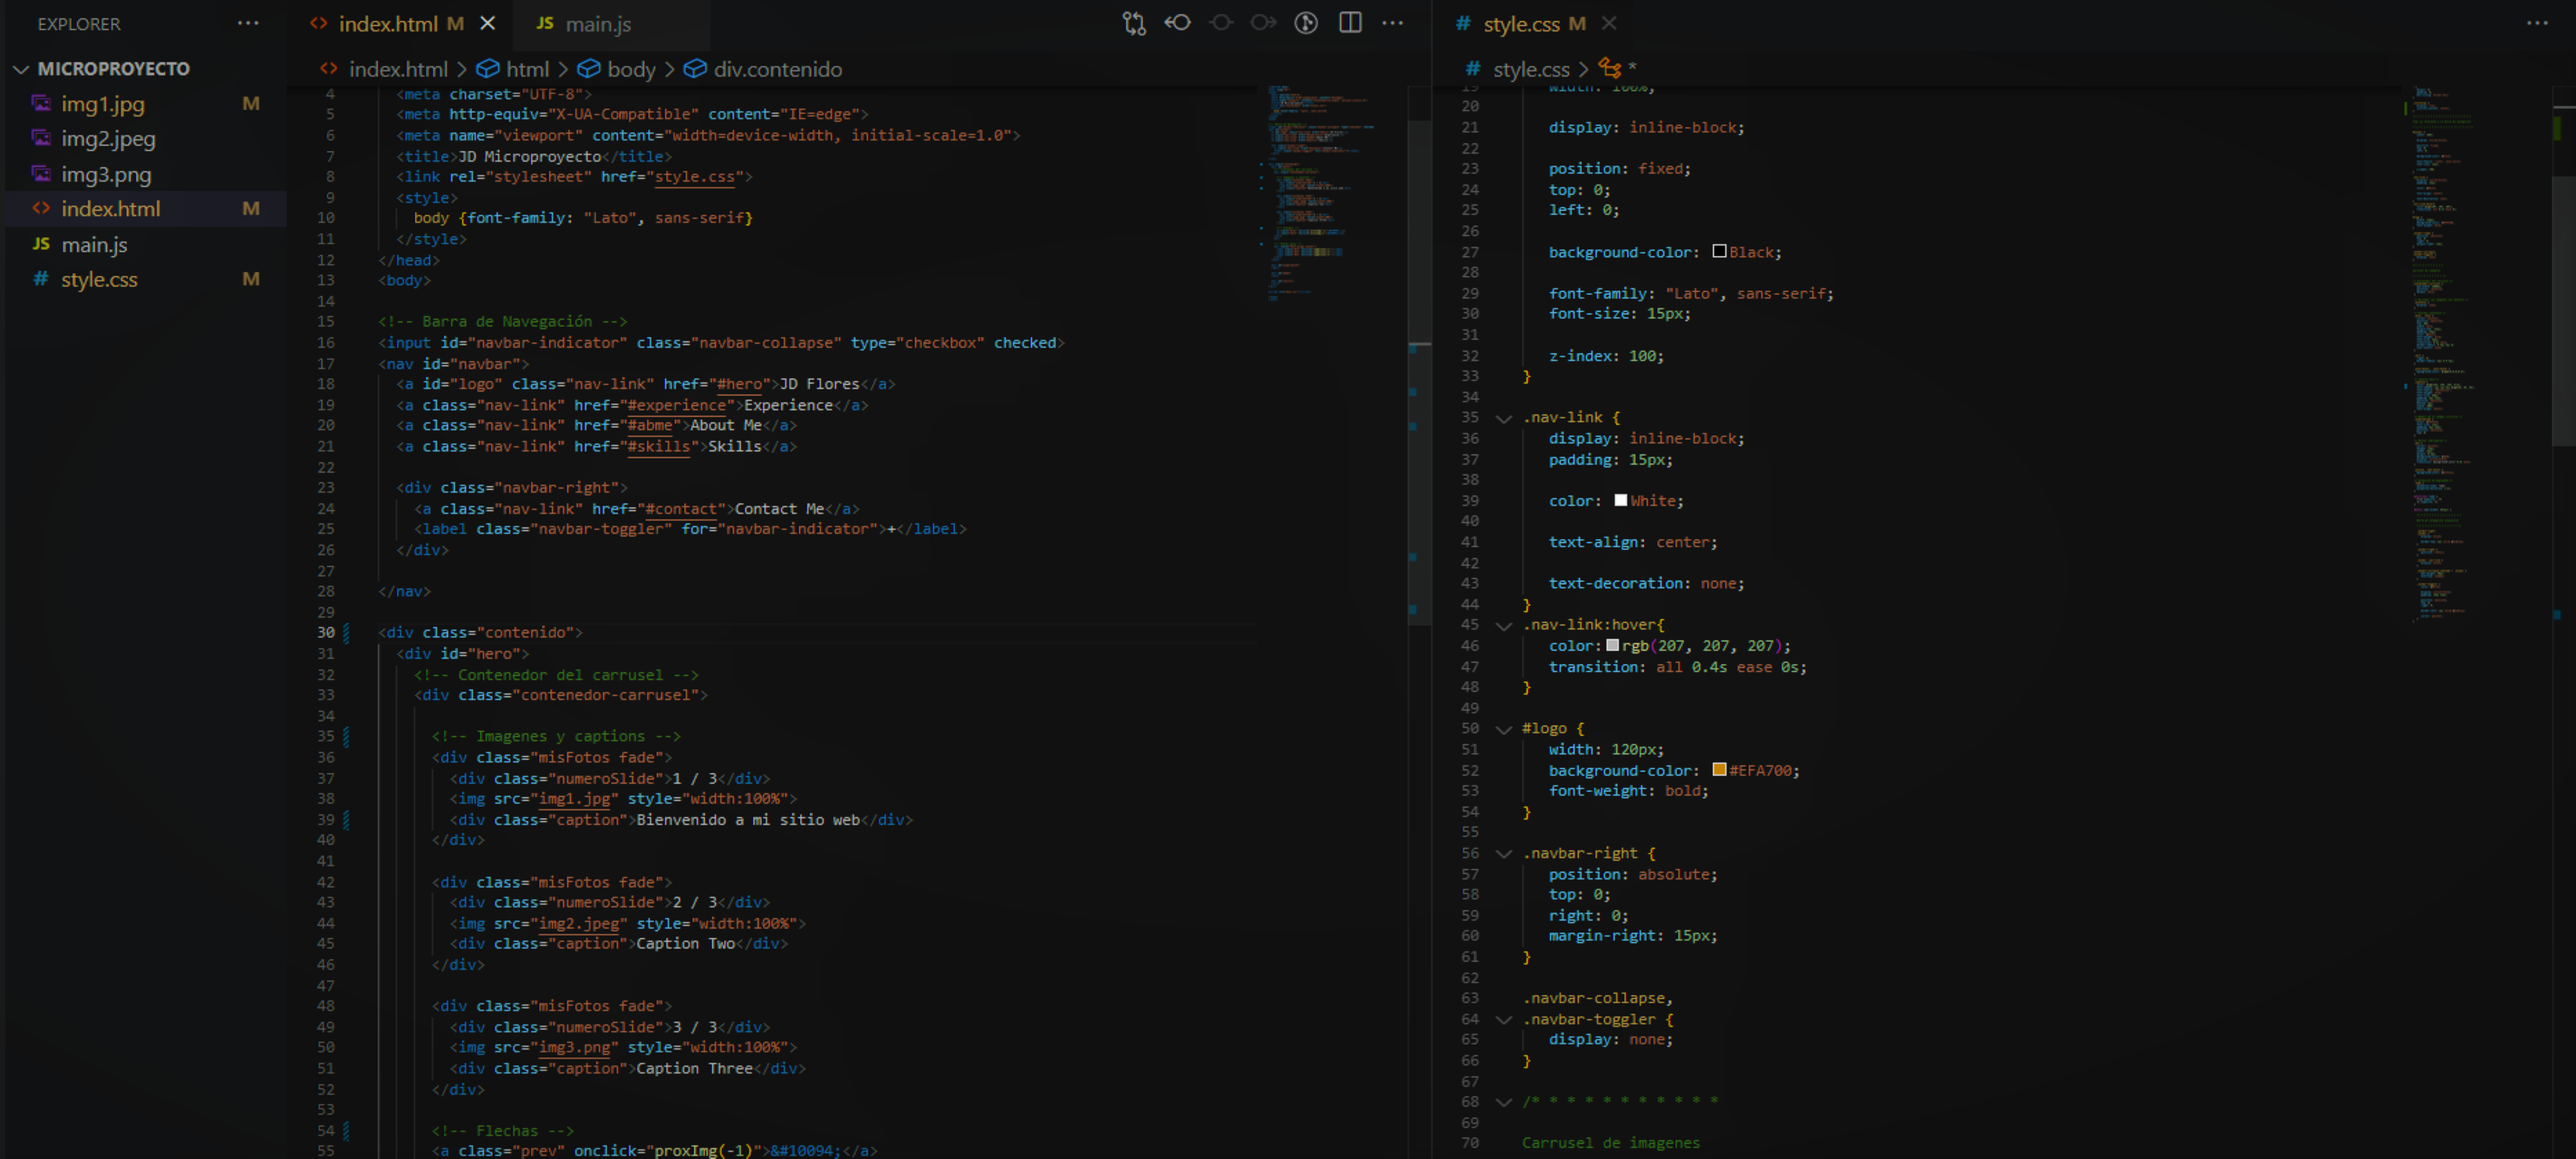 EXPLORER
MICROPROYECTO
img1.jpg M
img2.jpeg
img3.png
index.html M
main.js
style.css M
index.html M
main.js
index.html > html > body > div.contenido
4 <meta charset="UTF-8">
5 <meta http-equiv="X-UA-Compatible" content="IE=edge">
6 <meta name="viewport" content="width=device-width, initial-scale=1.0">
7 <title>JD Microproyecto</title>
8 <link rel="stylesheet" href="style.css">
9 <style>
10 body {font-family: "Lato", sans-serif}
11 </style>
12 </head>
13 <body>
14
15 <!-- Barra de Navegación -->
16 <input id="navbar-indicator" class="navbar-collapse" type="checkbox" checked>
17 <nav id="navbar">
18 <a id="logo" class="nav-link" href="#hero">JD Flores</a>
19 <a class="nav-link" href="#experience">Experience</a>
20 <a class="nav-link" href="#abme">About Me</a>
21 <a class="nav-link" href="#skills">Skills</a>
22
23 <div class="navbar-right">
24 <a class="nav-link" href="#contact">Contact Me</a>
25 <label class="navbar-toggler" for="navbar-indicator">+</label>
26 </div>
27
28 </nav>
29
30 <div class="contenido">
31 <div id="hero">
32 <!-- Contenedor del carrusel -->
33 <div class="contenedor-carrusel">
34
35 <!-- Imagenes y captions -->
36 <div class="misFotos fade">
37 <div class="numeroSlide">1 / 3</div>
38 <img src="img1.jpg" style="width:100%">
39 <div class="caption">Bienvenido a mi sitio web</div>
40 </div>
41
42 <div class="misFotos fade">
43 <div class="numeroSlide">2 / 3</div>
44 <img src="img2.jpeg" style="width:100%">
45 <div class="caption">Caption Two</div>
46 </div>
47
48 <div class="misFotos fade">
49 <div class="numeroSlide">3 / 3</div>
50 <img src="img3.png" style="width:100%">
51 <div class="caption">Caption Three</div>
52 </div>
53
54 <!-- Flechas -->
55 <a class="prev" onclick="proxImg(-1)">&#10094;</a>
style.css M
style.css > *
19 width: 100%;
20
21 display: inline-block;
22
23 position: fixed;
24 top: 0;
25 left: 0;
26
27 background-color: Black;
28
29 font-family: "Lato", sans-serif;
30 font-size: 15px;
31
32 z-index: 100;
33 }
34
35 .nav-link {
36 display: inline-block;
37 padding: 15px;
38
39 color: White;
40
41 text-align: center;
42
43 text-decoration: none;
44 }
45 .nav-link:hover{
46 color: rgb(207, 207, 207);
47 transition: all 0.4s ease 0s;
48 }
49
50 #logo {
51 width: 120px;
52 background-color: #EFA700;
53 font-weight: bold;
54 }
55
56 .navbar-right {
57 position: absolute;
58 top: 0;
59 right: 0;
60 margin-right: 15px;
61 }
62
63 .navbar-collapse,
64 .navbar-toggler {
65 display: none;
66 }
67
68 /* * * * * * * * * * *
69
70 Carrusel de imagenes